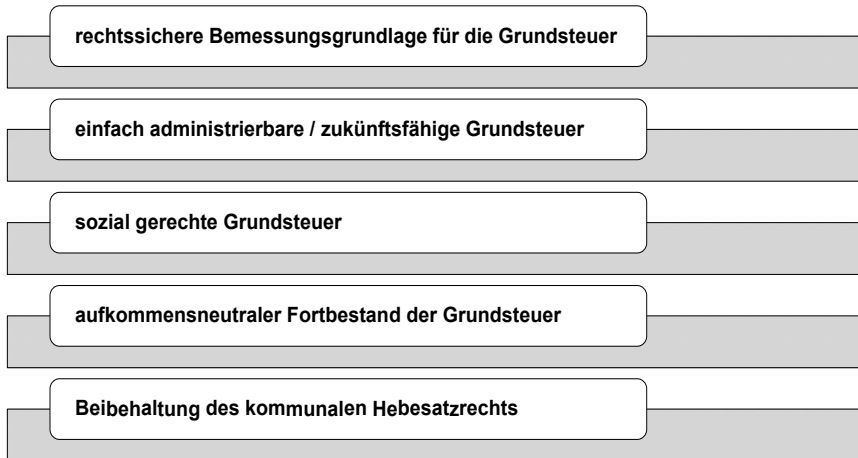 rechtssichere Bemessungsgrundlage für die Grundsteuer
einfach administrierbare / zukünftsfähige Grundsteuer
sozial gerechte Grundsteuer
aufkommensneutraler Fortbestand der Grundsteuer
Beibehaltung des kommunalen Hebesatzrechts